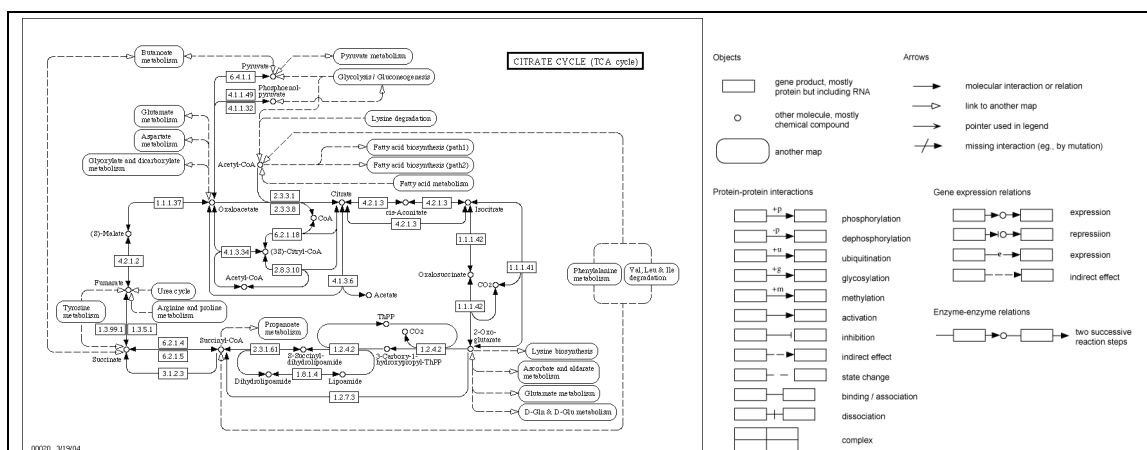 CITRATE CYCLE (TCA cycle)
Butanoate
metabolism
Pyruvate metabolism
Pyruvate
Glycolysis / Gluconeogenesis
6.4.1.1
Phosphoenol-
pyruvate
4.1.1.49
4.1.1.32
Glutamate
metabolism
Lysine degradation
Aspartate
metabolism
Fatty acid biosynthesis (path1)
Glyoxylate and dicarboxylate
metabolism
Acetyl-CoA
Fatty acid biosynthesis (path2)
Fatty acid metabolism
1.1.1.37
Oxaloacetate
2.3.3.1
2.3.3.8
Citrate
4.2.1.3
4.2.1.3
cis-Aconitate
Isocitrate
4.2.1.3
CoA
(S)-Malate
6.2.1.18
1.1.1.42
4.1.3.34
(3S)-Citryl-CoA
4.2.1.2
2.8.3.10
Acetyl-CoA
4.1.3.6
Oxalosuccinate
1.1.1.41
Phenylalanine
metabolism
Val, Leu & Ile
degradation
CO2
Fumarate
Urea cycle
Acetate
Tyrosine
metabolism
Arginine and proline
metabolism
1.1.1.42
1.3.99.1
1.3.5.1
Propanoate
metabolism
ThPP
CO2
2-Oxo-
glutarate
6.2.1.4
6.2.1.5
Succinyl-CoA
2.3.1.61
1.2.4.2
1.2.4.2
Succinate
S-Succinyl-
dihydrolipoamide
3-Carboxy-1-
hydroxypropyl-ThPP
Lysine biosynthesis
3.1.2.3
Dihydrolipoamide
1.8.1.4
Lipoamide
Ascorbate and aldarate
metabolism
1.2.7.3
Glutamate metabolism
D-Gln & D-Glu metabolism
00020 3/19/04
Objects
gene product, mostly
protein but including RNA
other molecule, mostly
chemical compound
another map
Arrows
molecular interaction or relation
link to another map
pointer used in legend
missing interaction (eg., by mutation)
Protein-protein interactions
+p
phosphorylation
-p
dephosphorylation
+u
ubiquitination
+g
glycosylation
+m
methylation
activation
inhibition
indirect effect
state change
binding / association
dissociation
complex
Gene expression relations
expression
repressiion
e
expression
indirect effect
Enzyme-enzyme relations
two successive
reaction steps